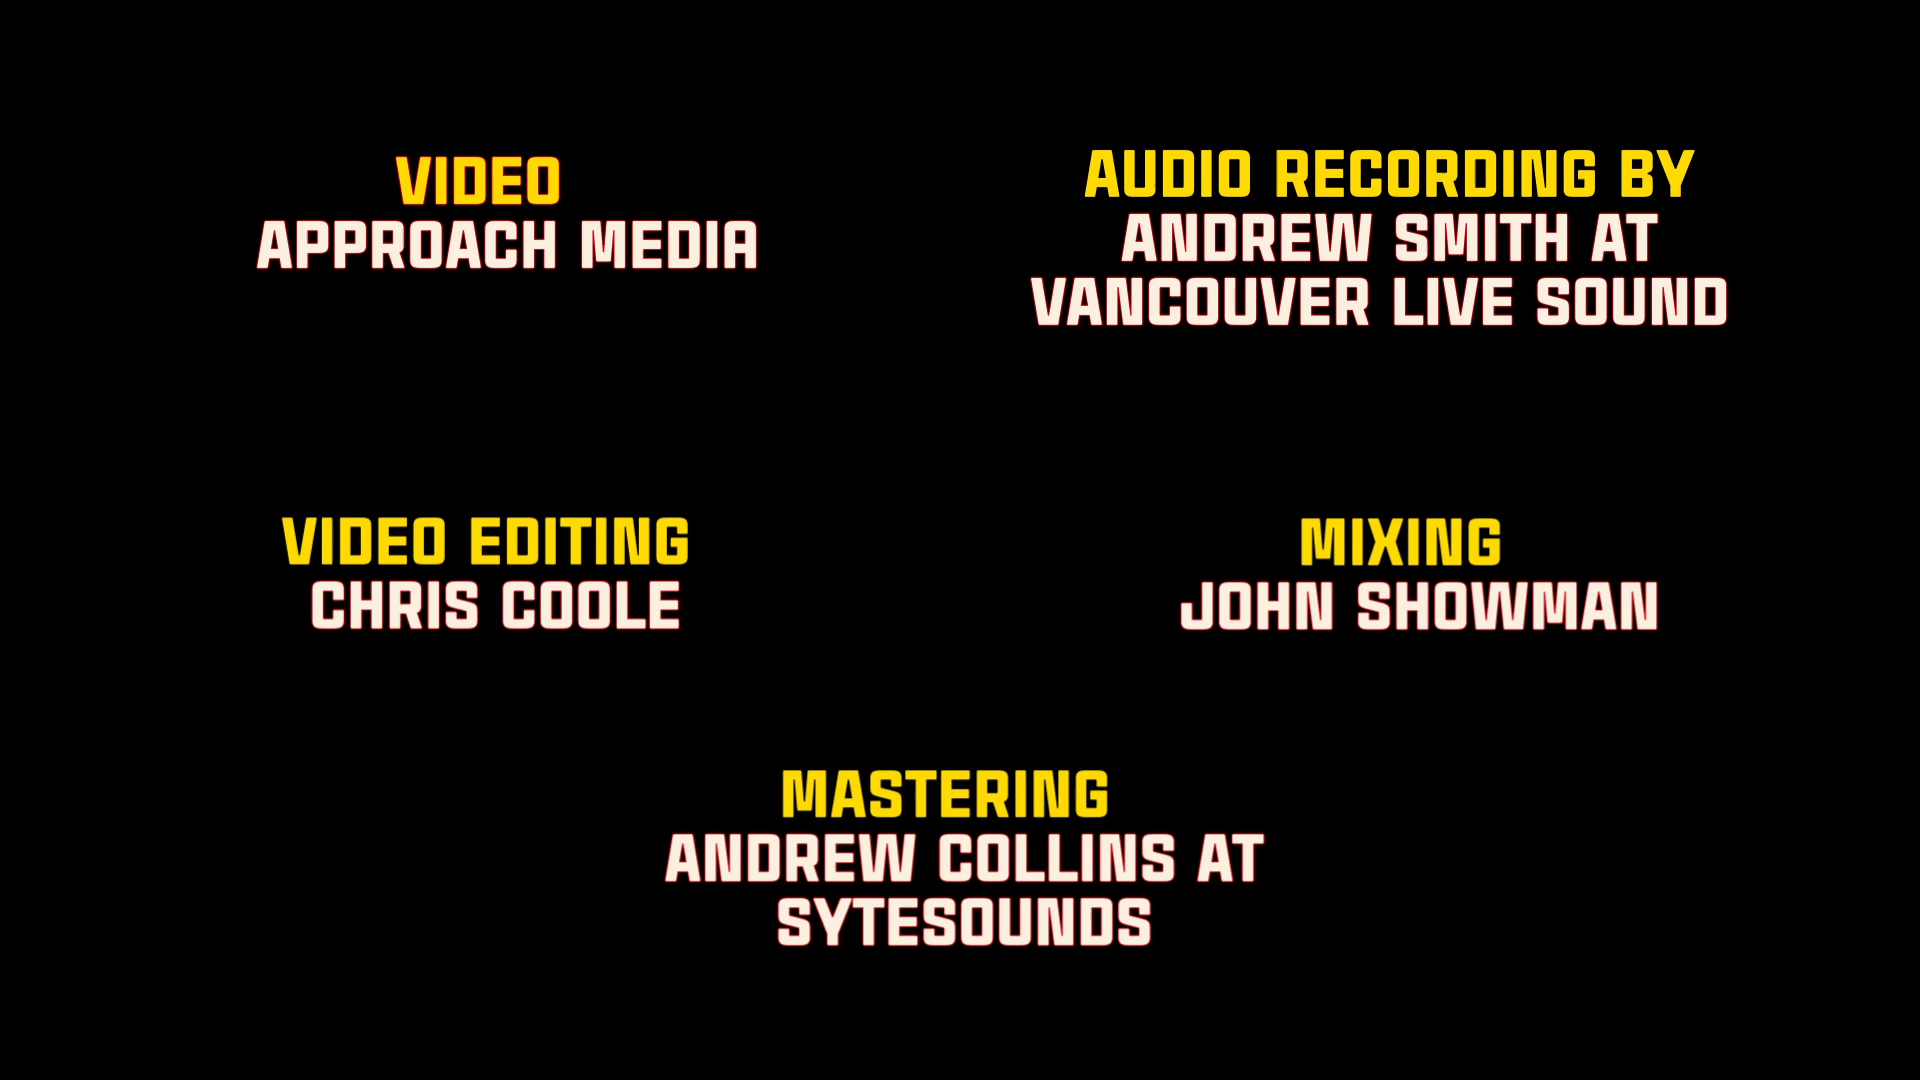 VIDEO
APPROACH MEDIA
AUDIO RECORDING BY
ANDREW SMITH AT
VANCOUVER LIVE SOUND
VIDEO EDITING
CHRIS COOLE
MIXING
JOHN SHOWMAN
MASTERING
ANDREW COLLINS AT
SYTESOUNDS